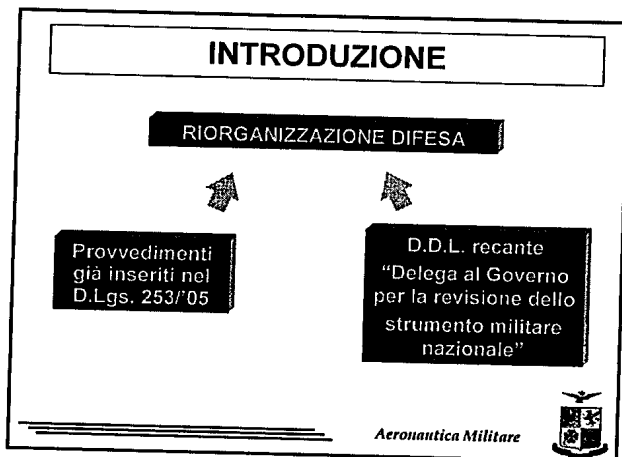 INTRODUZIONE
RIORGANIZZAZIONE DIFESA
Provvedimenti
già inseriti nel
D.Lgs. 253/'05
D.D.L. recante
“Delega al Governo
per la revisione dello
strumento militare
nazionale”
Aeronautica Militare